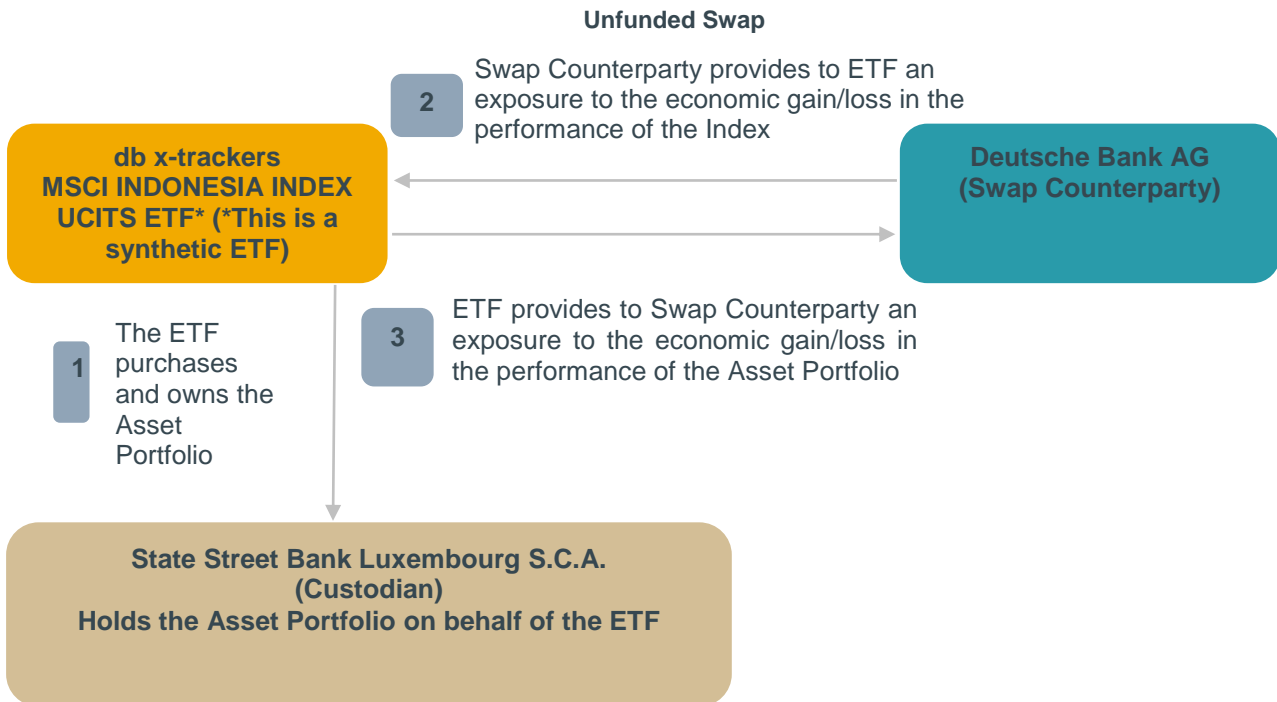 Unfunded Swap
2
Swap Counterparty provides to ETF an
exposure to the economic gain/loss in the
performance of the Index
db x-trackers
MSCI INDONESIA INDEX
UCITS ETF* (*This is a
synthetic ETF)
Deutsche Bank AG
(Swap Counterparty)
3
ETF provides to Swap Counterparty an
exposure to the economic gain/loss in
the performance of the Asset Portfolio
1
The ETF
purchases
and owns the
Asset
Portfolio
State Street Bank Luxembourg S.C.A.
(Custodian)
Holds the Asset Portfolio on behalf of the ETF